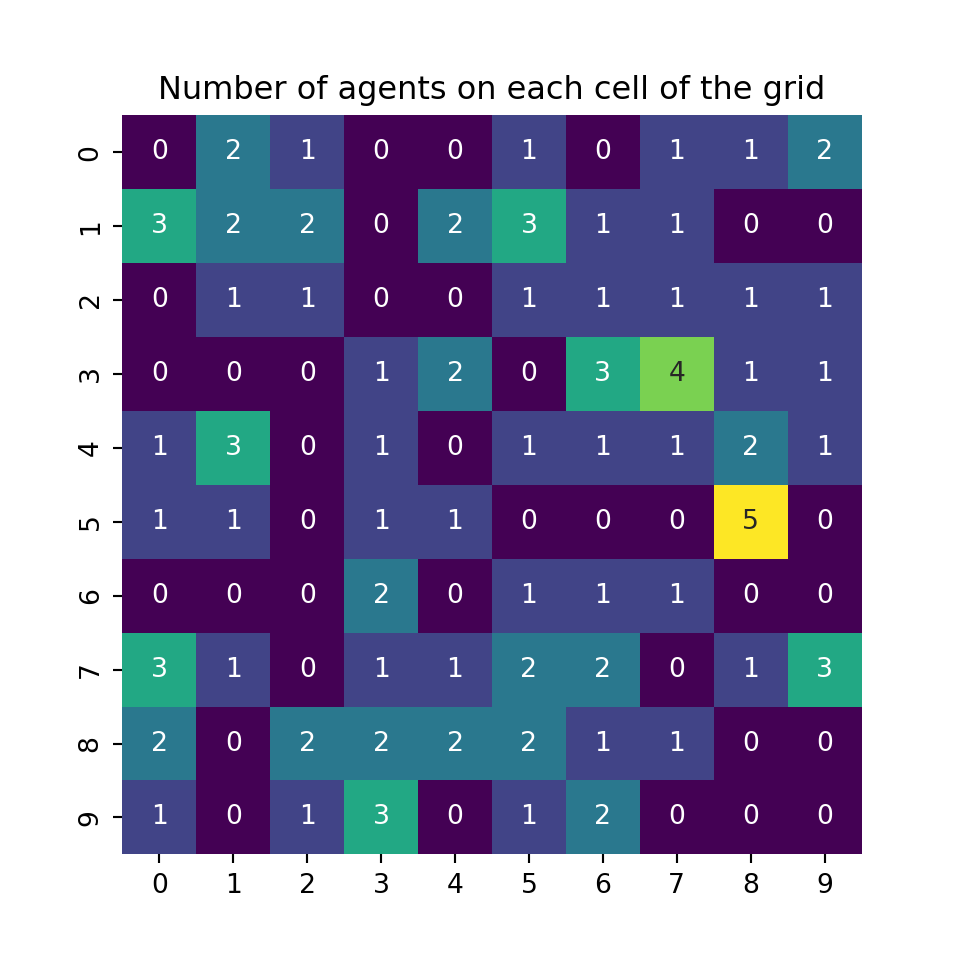 Number of agents on each cell of the grid
0 0 2 1 0 0 1 0 1 1 2
1 3 2 2 0 2 3 1 1 0 0
2 0 1 1 0 0 1 1 1 1 1
3 0 0 0 1 2 0 3 4 1 1
4 1 3 0 1 0 1 1 1 2 1
5 1 1 0 1 1 0 0 0 5 0
6 0 0 0 2 0 1 1 1 0 0
7 3 1 0 1 1 2 2 0 1 3
8 2 0 2 2 2 2 1 1 0 0
9 1 0 1 3 0 1 2 0 0 0
0 1 2 3 4 5 6 7 8 9